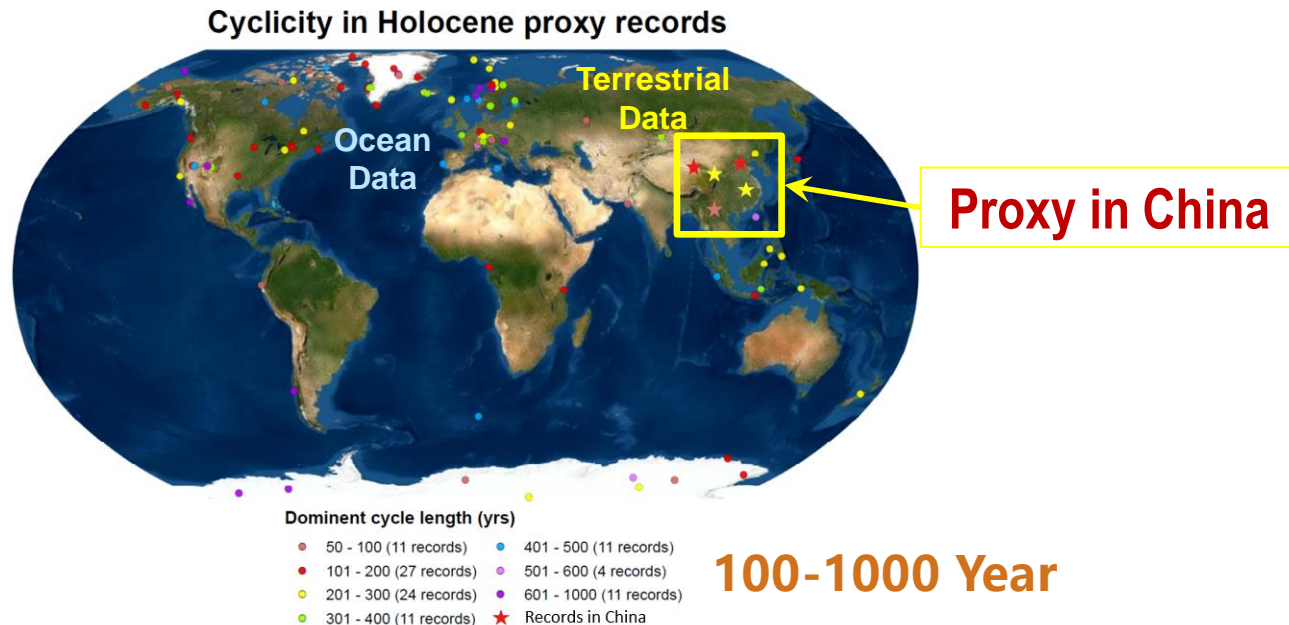 Cyclicity in Holocene proxy records
Terrestrial
Data
Ocean
Data
Proxy in China
Dominent cycle length (yrs)
50 - 100 (11 records)
101 - 200 (27 records)
201 - 300 (24 records)
301 - 400 (11 records)
401 - 500 (11 records)
501 - 600 (4 records)
601 - 1000 (11 records)
Records in China
100-1000 Year